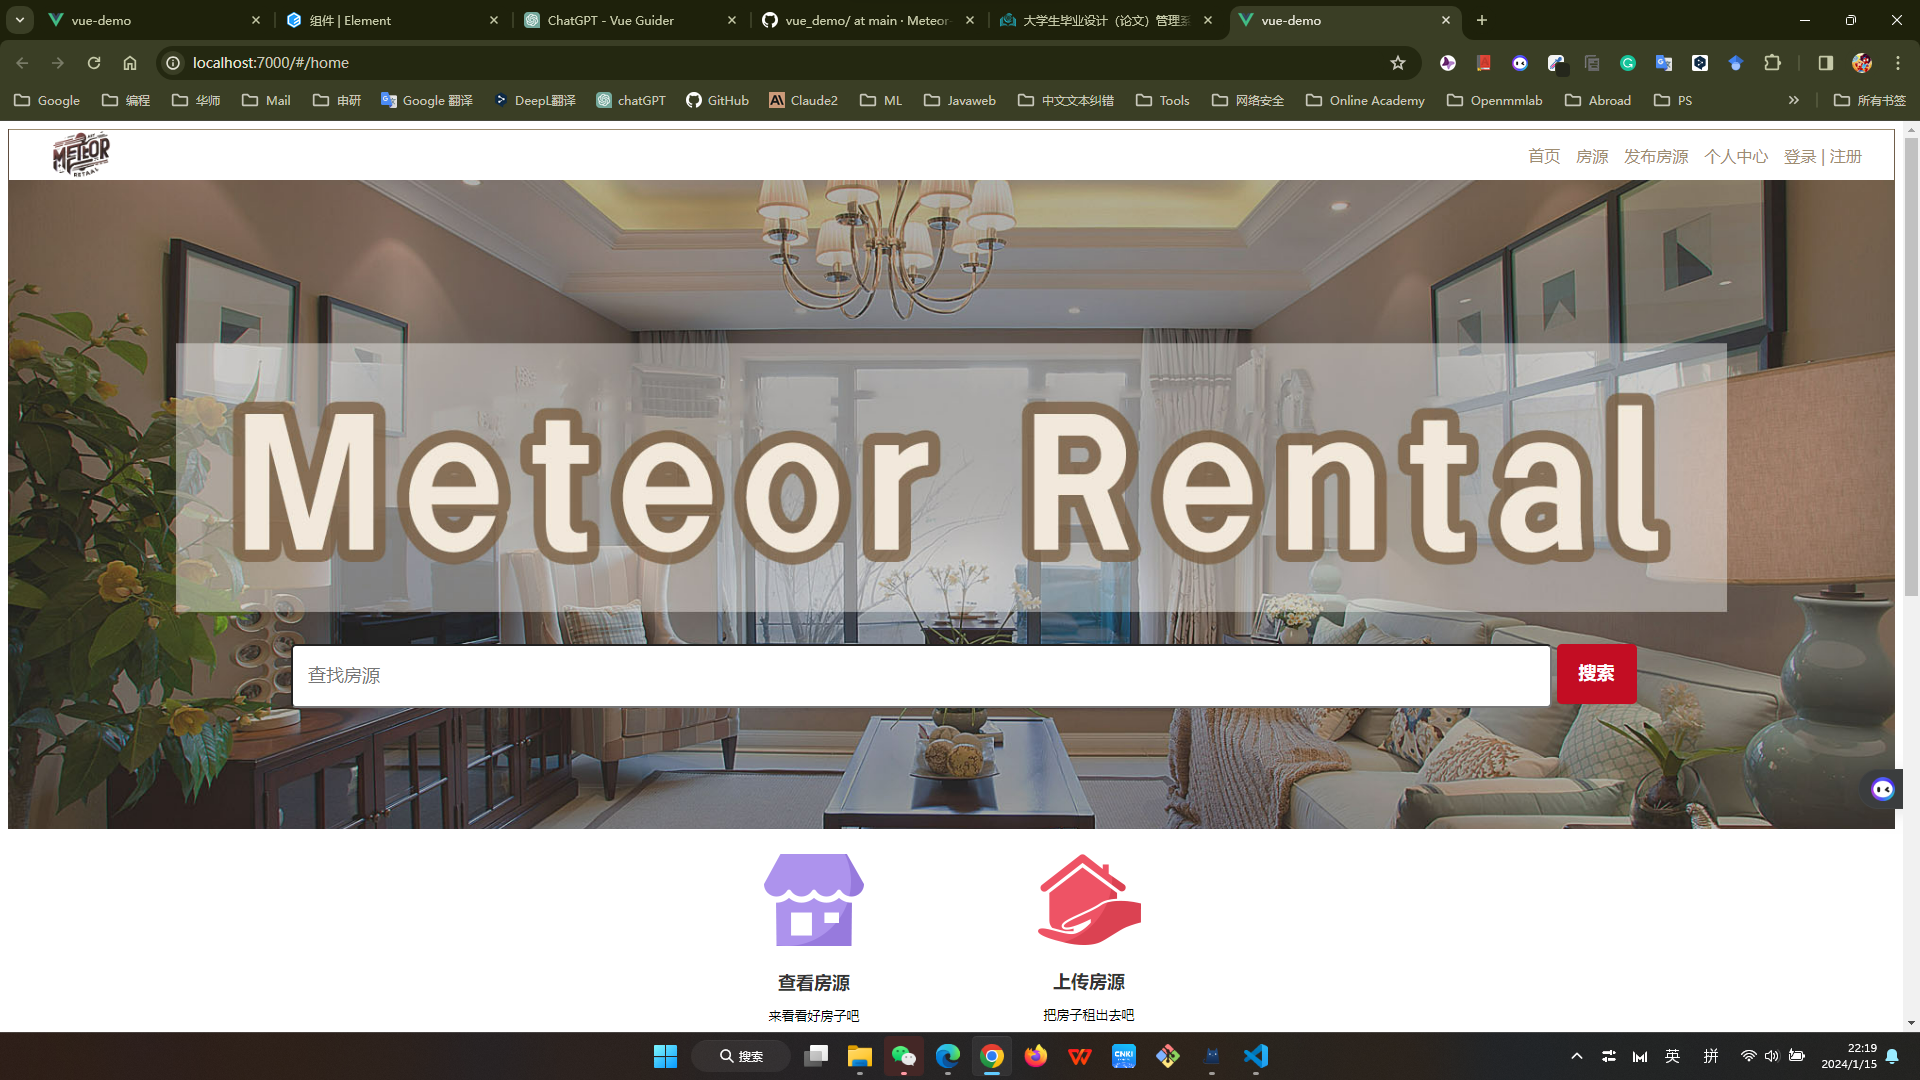 vue-demo
组件 | Element
ChatGPT - Vue Guider
vue_demo/ at main · Meteor-
大学生毕业设计（论文）管理系
vue-demo
localhost:7000/#/home
Google
编程
华师
Mail
申研
Google 翻译
DeepL翻译
chatGPT
GitHub
Claude2
ML
Javaweb
中文文本纠错
Tools
网络安全
Online Academy
Openmmlab
Abroad
PS
所有书签
METEOR
RETAAL
首页
房源
发布房源
个人中心
登录 | 注册
Meteor Rental
查找房源
搜索
查看房源
上传房源
来看看好房子吧
把房子租出去吧
搜索
CNKI
英
拼
22:19
2024/1/15